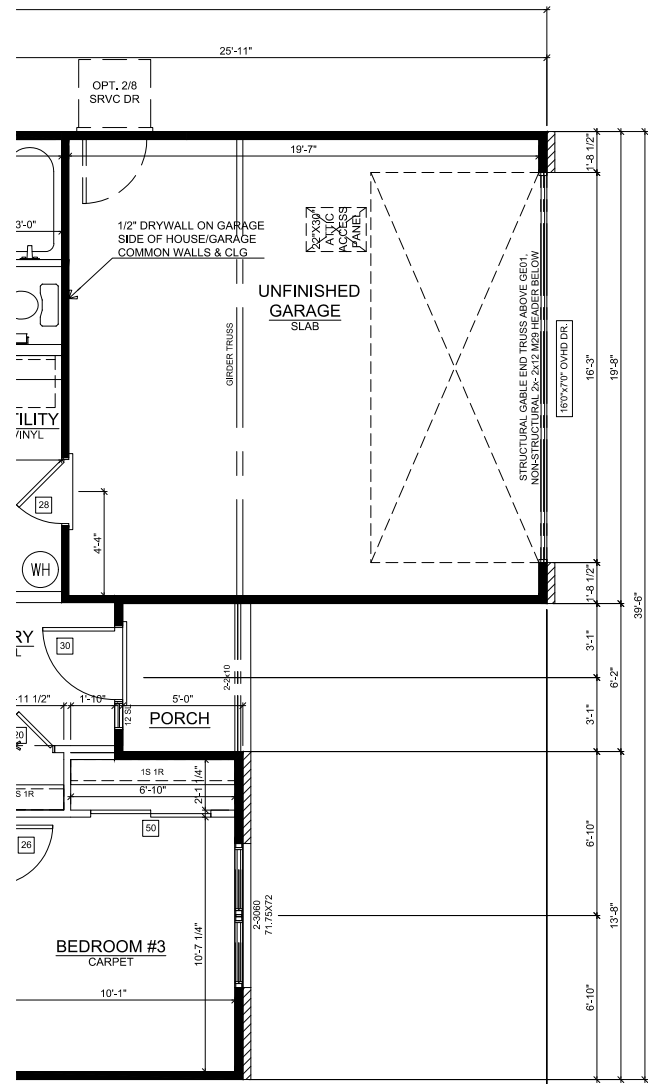 25'-11"
OPT. 2/8
SRVC DR
19'-7"
1'-8 1/2"
3'-0"
1/2" DRYWALL ON GARAGE
SIDE OF HOUSE/GARAGE
COMMON WALLS & CLG
22"X30"
ATTIC
ACCESS
PANEL
UNFINISHED
GARAGE
SLAB
GIRDER TRUSS
STRUCTURAL GABLE END TRUSS ABOVE GE01.
NON-STRUCTURAL 2x- 2x12 M29 HEADER BELOW
16'0"x7'0" OVHD DR.
16'-3"
19'-8"
TILITY
VINYL
28
4'-4"
WH
1'-8 1/2"
39'-6"
RY
L
30
3'-1"
6'-2"
2-2x10
-11 1/2"
1'-10"
5'-0"
12 SL
PORCH
3'-1"
20
1S 1R
S 1R
6'-10"
2'-1 1/4"
50
26
6'-10"
2-3060
71.75X72
13'-8"
BEDROOM #3
CARPET
10'-7 1/4"
10'-1"
6'-10"